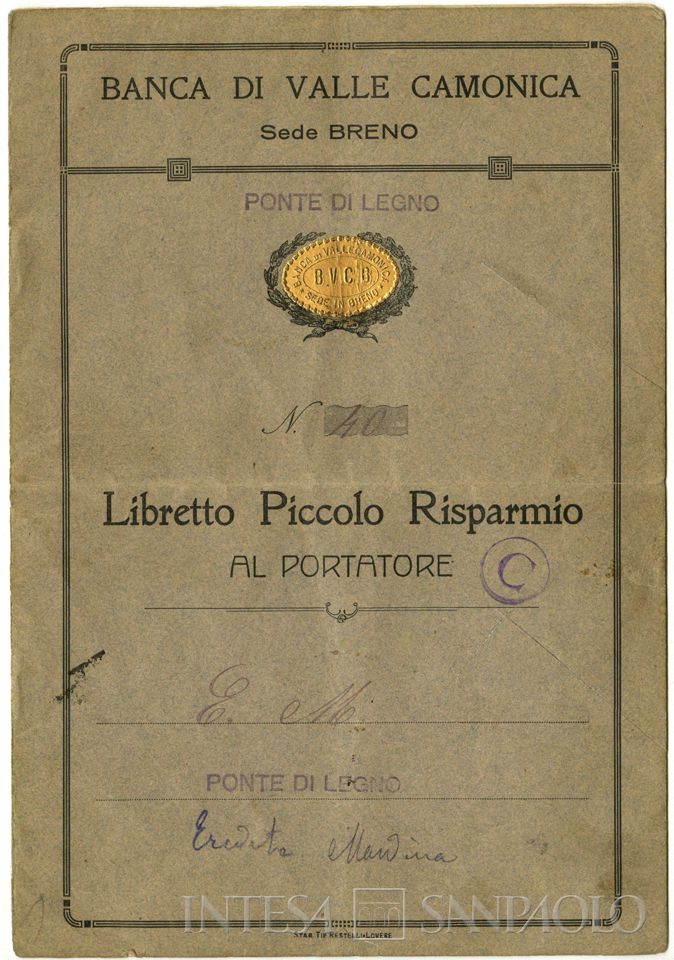 BANCA DI VALLE CAMONICA
Sede BRENO
PONTE DI LEGNO
BANCA DI VALLECAMONICA
B.V.C.B
SEDE IN BRENO
N. 40
Libretto Piccolo Risparmio
AL PORTATORE
C
E. M.
PONTE DI LEGNO
Eredità Mandina
INTESA SANPAOLO
STAB. TIP. RESTELLI-LOVERE